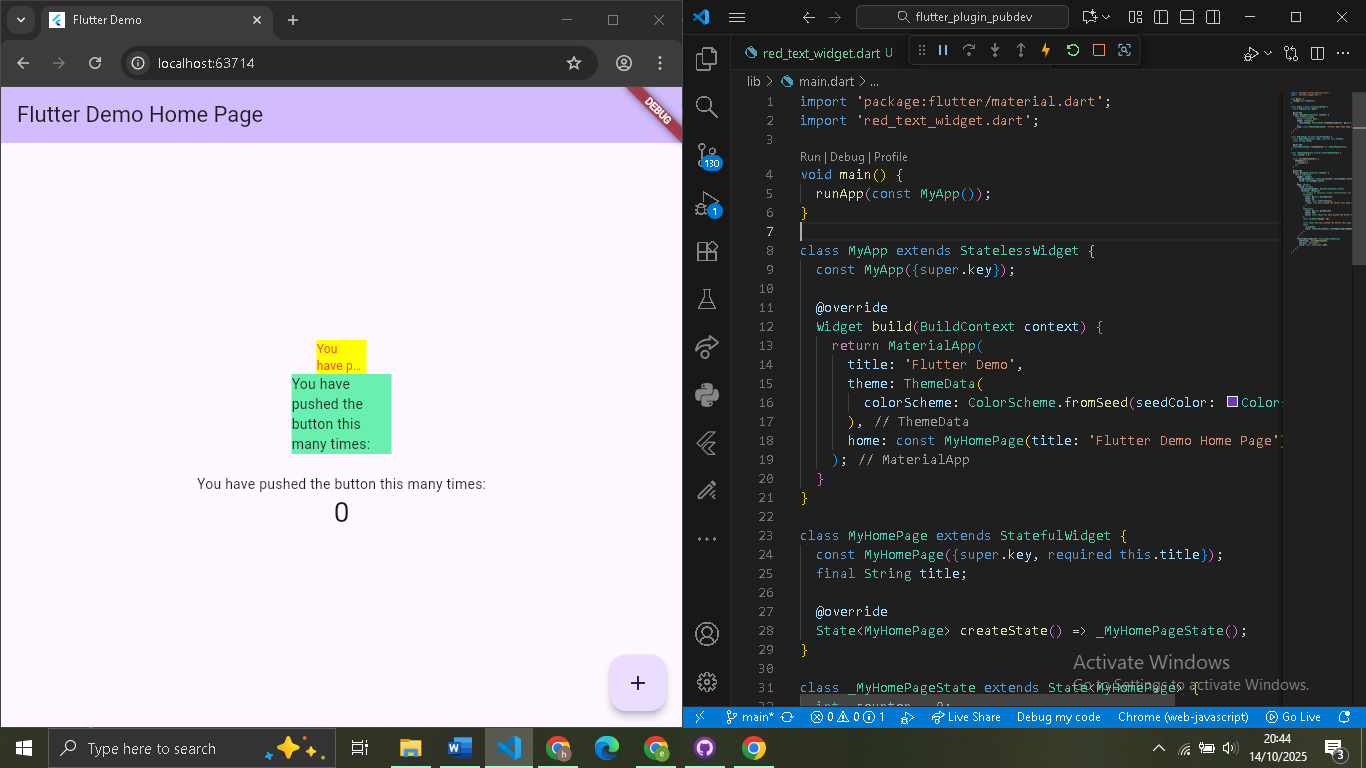 Flutter Demo
localhost:63714
Flutter Demo Home Page
DEBUG
You
have p...
You have
pushed the
button this
many times:
You have pushed the button this many times:
0
flutter_plugin_pubdev
red_text_widget.dart U
lib > main.dart > ...
1 import 'package:flutter/material.dart';
2 import 'red_text_widget.dart';
3
Run | Debug | Profile
4 void main() {
5 runApp(const MyApp());
6 }
7
8 class MyApp extends StatelessWidget {
9 const MyApp({super.key});
10
11 @override
12 Widget build(BuildContext context) {
13 return MaterialApp(
14 title: 'Flutter Demo',
15 theme: ThemeData(
16 colorScheme: ColorScheme.fromSeed(seedColor: Color
17 ), // ThemeData
18 home: const MyHomePage(title: 'Flutter Demo Home Page')
19 ); // MaterialApp
20 }
21 }
22
23 class MyHomePage extends StatefulWidget {
24 const MyHomePage({super.key, required this.title});
25 final String title;
26
27 @override
28 State<MyHomePage> createState() => _MyHomePageState();
29 }
30
31 class _MyHomePageState extends State<MyHomePage> {
130
1
Activate Windows
Go to Settings to activate Windows.
main* 0 0 1 Live Share Debug my code Chrome (web-javascript) Go Live
Type here to search
20:44
14/10/2025
3